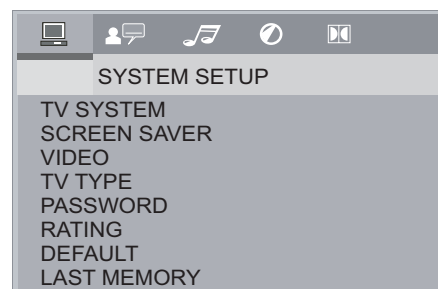 SYSTEM SETUP
TV SYSTEM
SCREEN SAVER
VIDEO
TV TYPE
PASSWORD
RATING
DEFAULT
LAST MEMORY